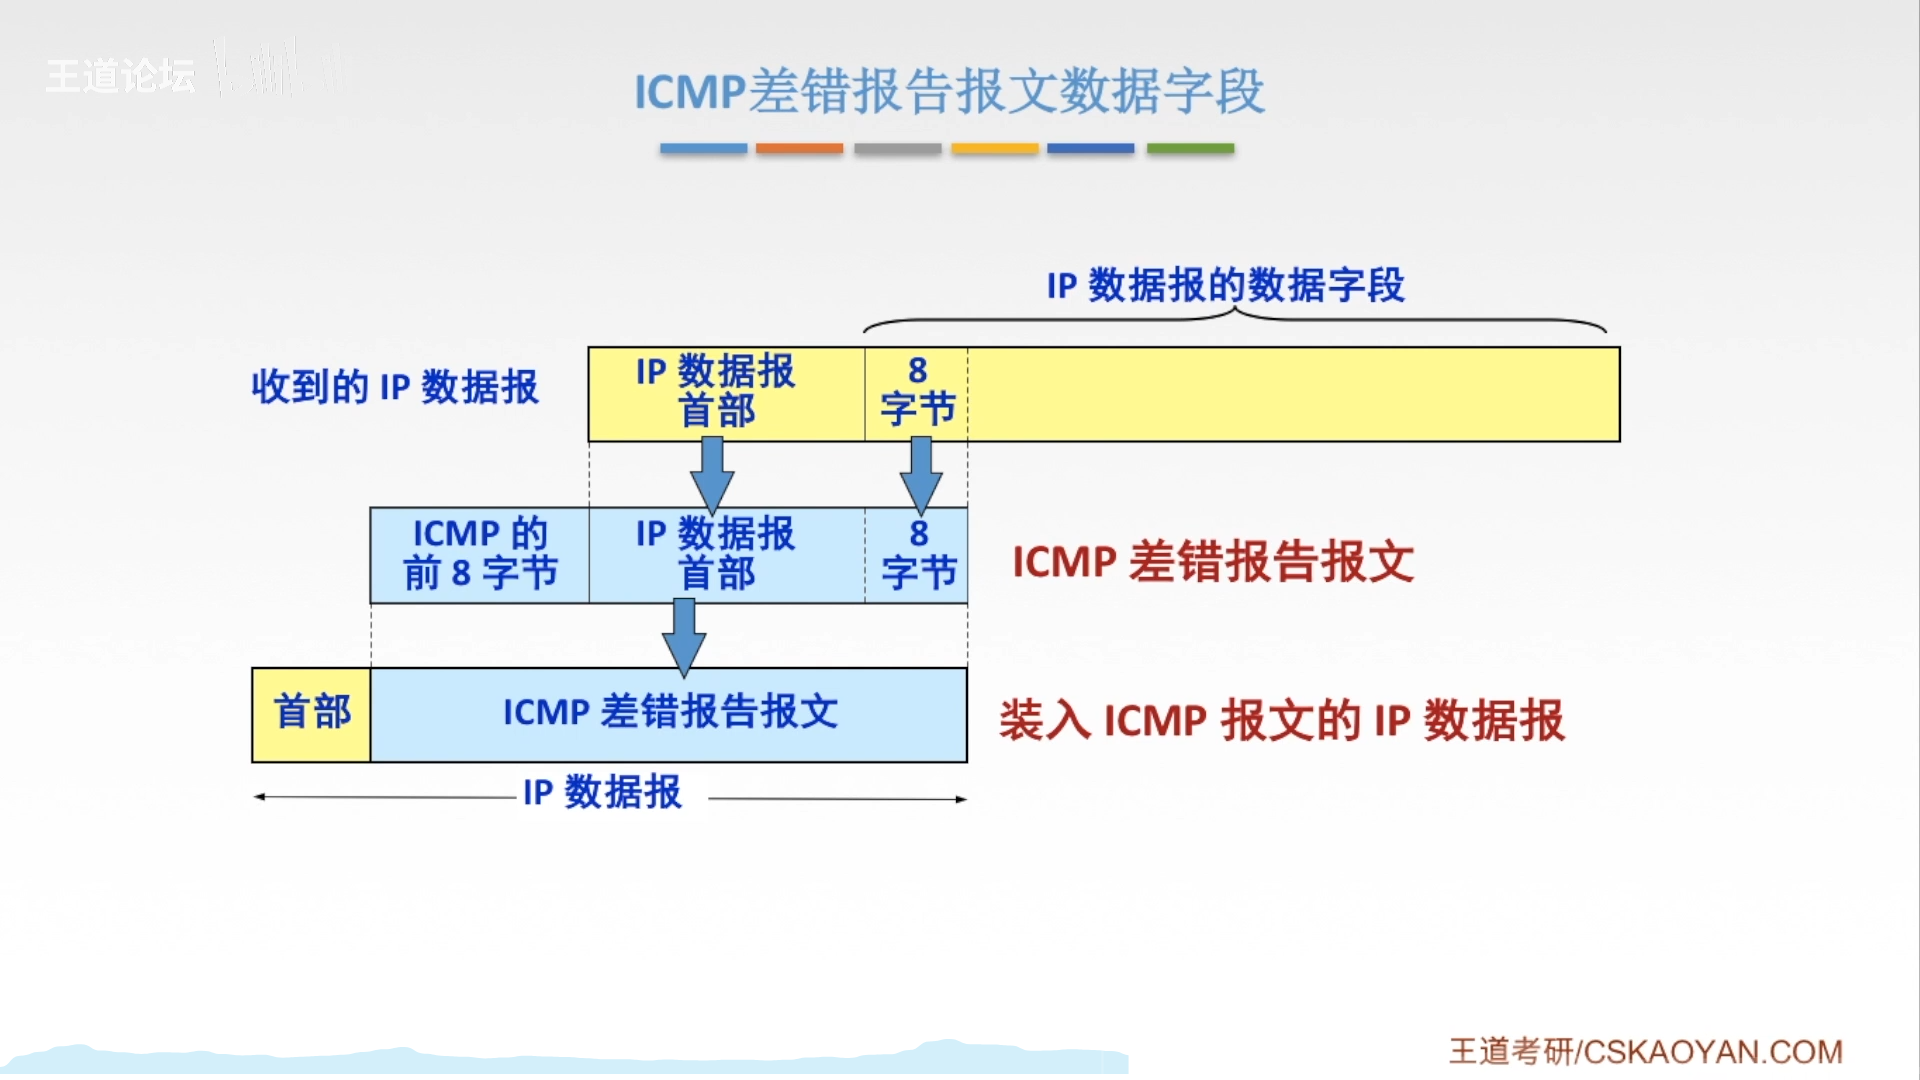 王道论坛
ICMP差错报告报文数据字段
IP 数据报的数据字段
收到的 IP 数据报
IP 数据报
首部
8
字节
ICMP 的
前 8 字节
IP 数据报
首部
8
字节
ICMP 差错报告报文
首部
ICMP 差错报告报文
装入 ICMP 报文的 IP 数据报
IP 数据报
王道考研/CSKAOYAN.COM